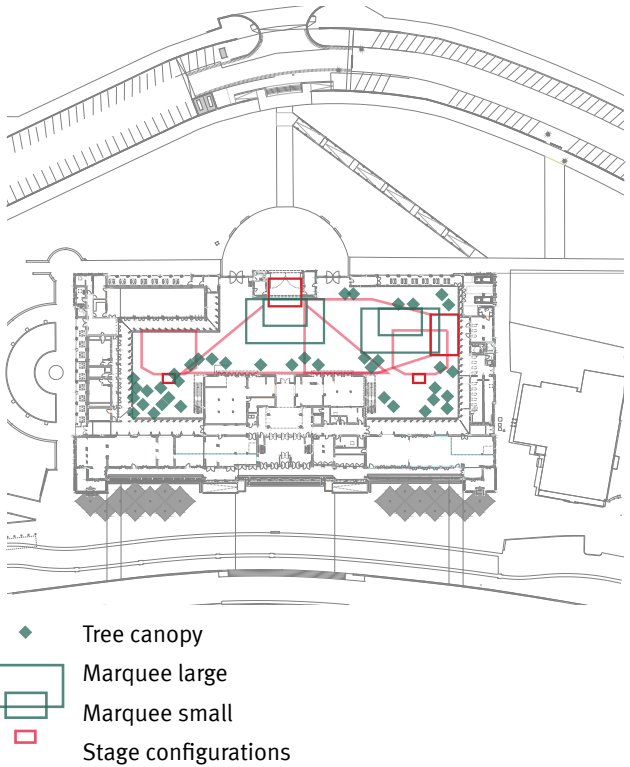 Tree canopy
Marquee large
Marquee small
Stage configurations